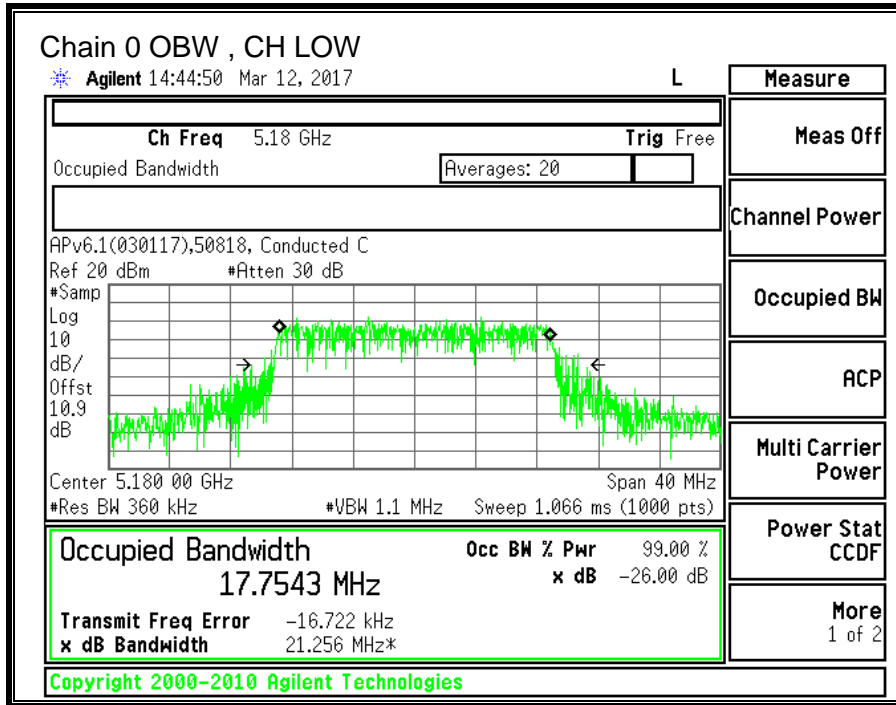 Chain 0 OBW , CH LOW
Agilent 14:44:50 Mar 12, 2017 L
Measure
Ch Freq 5.18 GHz Trig Free
Meas Off
Occupied Bandwidth Averages: 20
Channel Power
APv6.1(030117),50818, Conducted C
Ref 20 dBm #Atten 30 dB
#Samp
Occupied BW
Log
10
dB/
ACP
Offst
10.9
dB
Multi Carrier
Power
Center 5.180 00 GHz Span 40 MHz
#Res BW 360 kHz #VBW 1.1 MHz Sweep 1.066 ms (1000 pts)
Power Stat
CCDF
Occupied Bandwidth Occ BW % Pwr 99.00 %
17.7543 MHz x dB -26.00 dB
Transmit Freq Error -16.722 kHz
x dB Bandwidth 21.256 MHz*
More
1 of 2
Copyright 2000-2010 Agilent Technologies